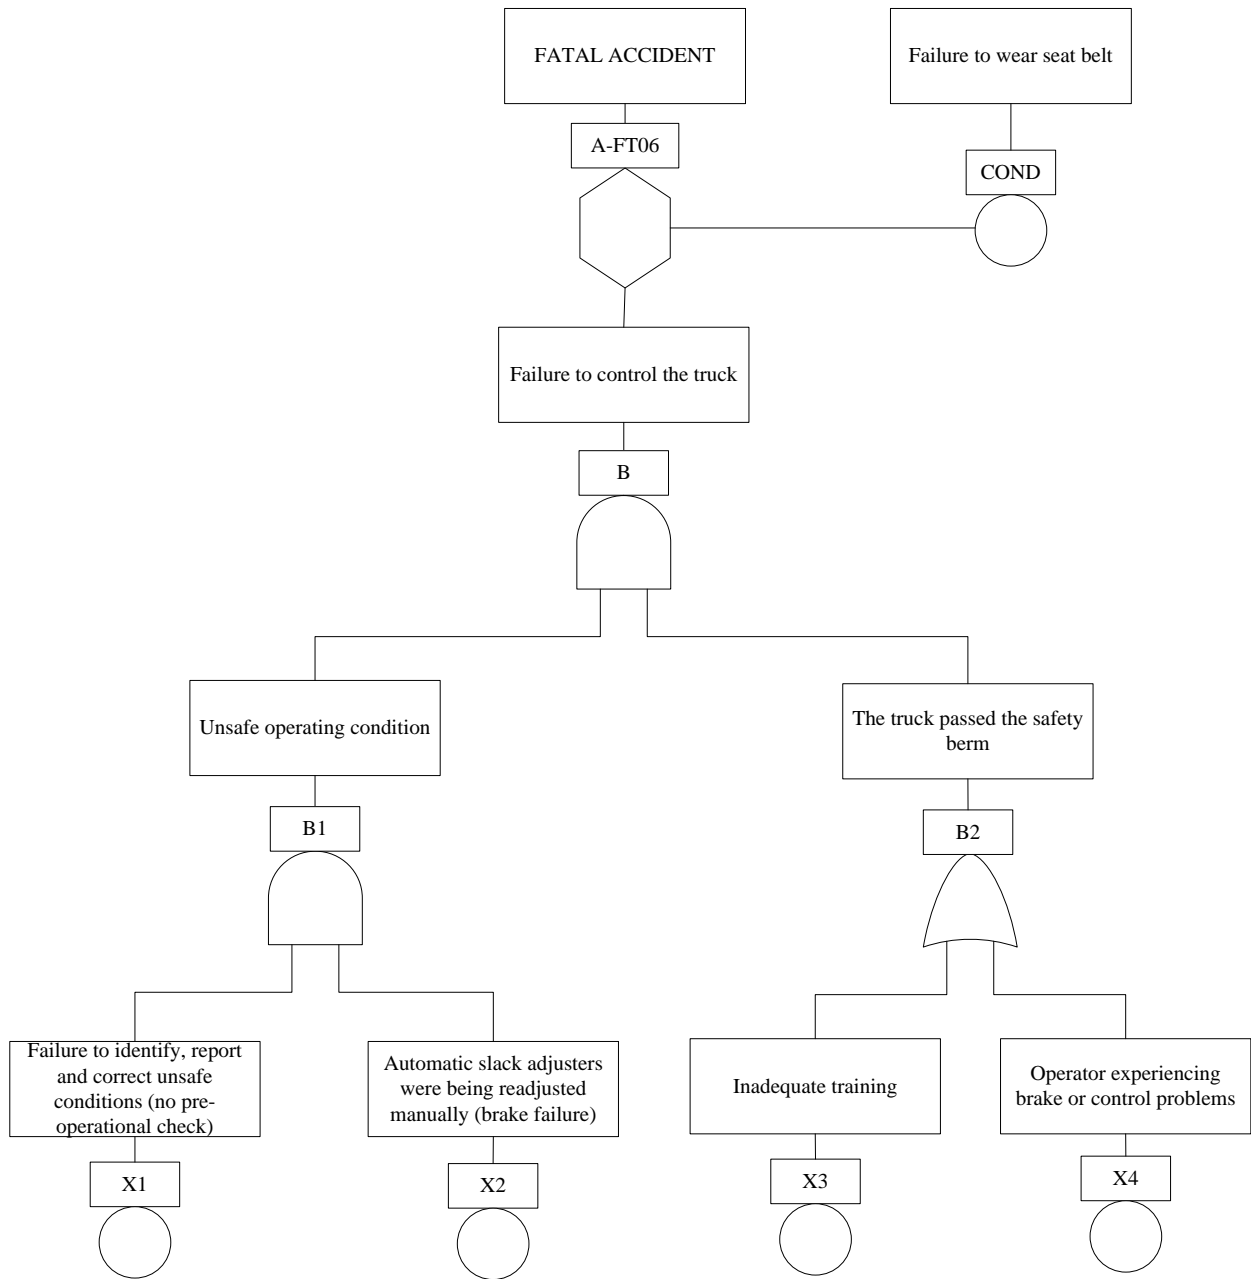 FATAL ACCIDENT
Failure to wear seat belt
A-FT06
COND
Failure to control the truck
B
Unsafe operating condition
The truck passed the safety
berm
B1
B2
Failure to identify, report
and correct unsafe
conditions (no pre-
operational check)
Automatic slack adjusters
were being readjusted
manually (brake failure)
Inadequate training
Operator experiencing
brake or control problems
X1
X2
X3
X4